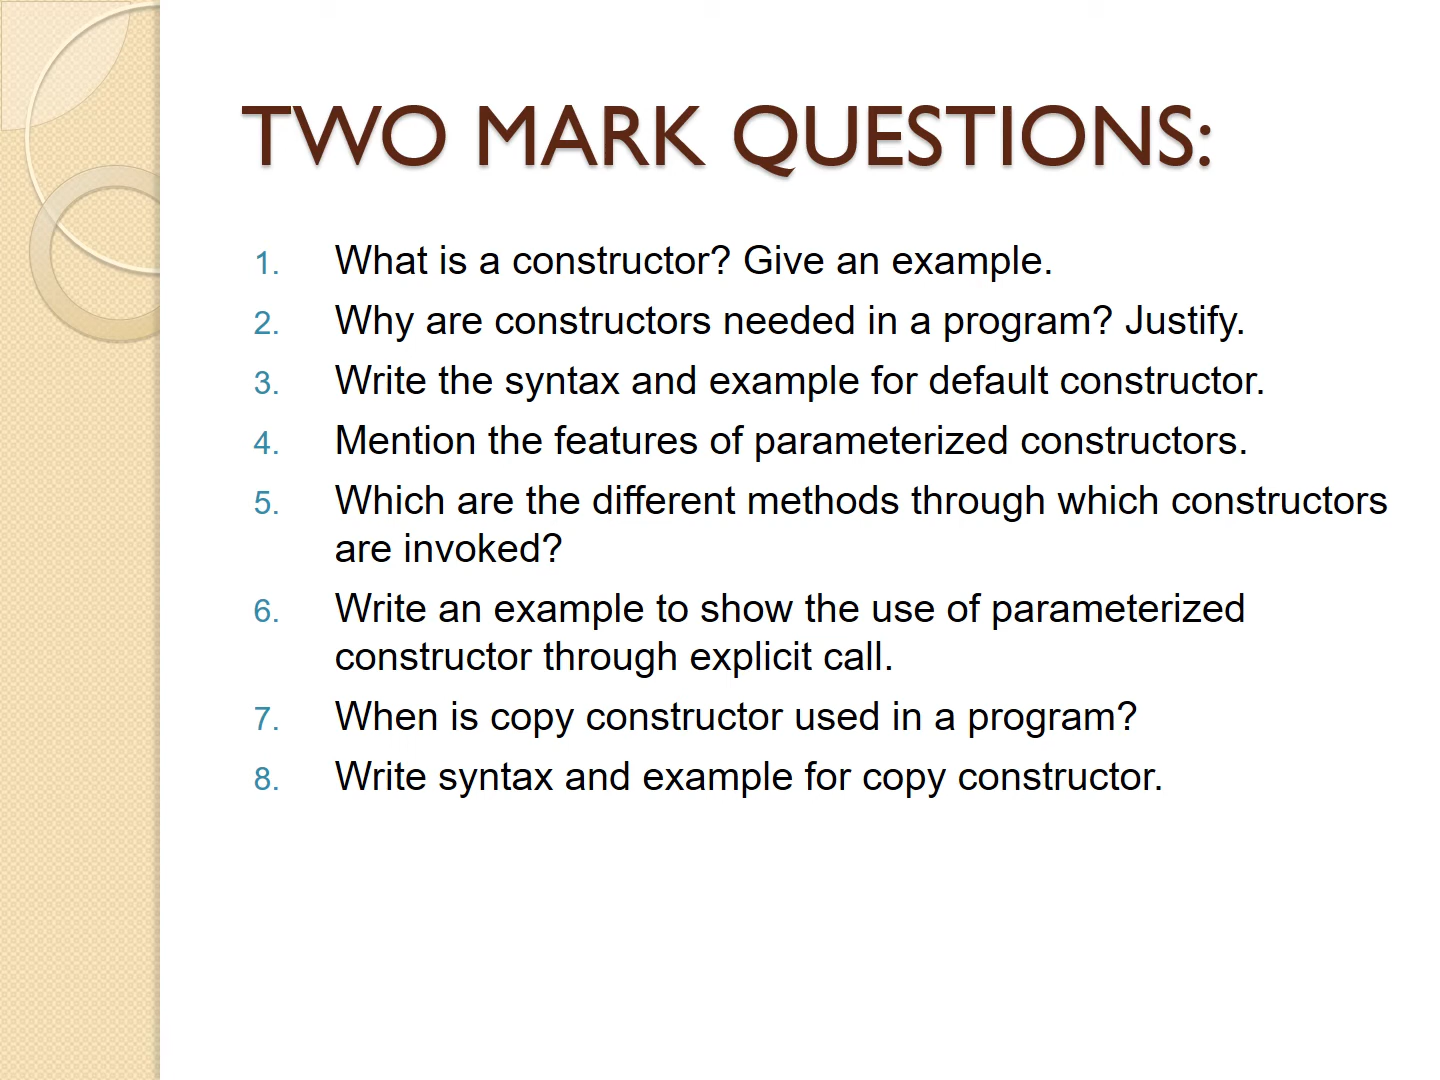 TWO MARK QUESTIONS:
1. What is a constructor? Give an example.
2. Why are constructors needed in a program? Justify.
3. Write the syntax and example for default constructor.
4. Mention the features of parameterized constructors.
5. Which are the different methods through which constructors
are invoked?
6. Write an example to show the use of parameterized
constructor through explicit call.
7. When is copy constructor used in a program?
8. Write syntax and example for copy constructor.